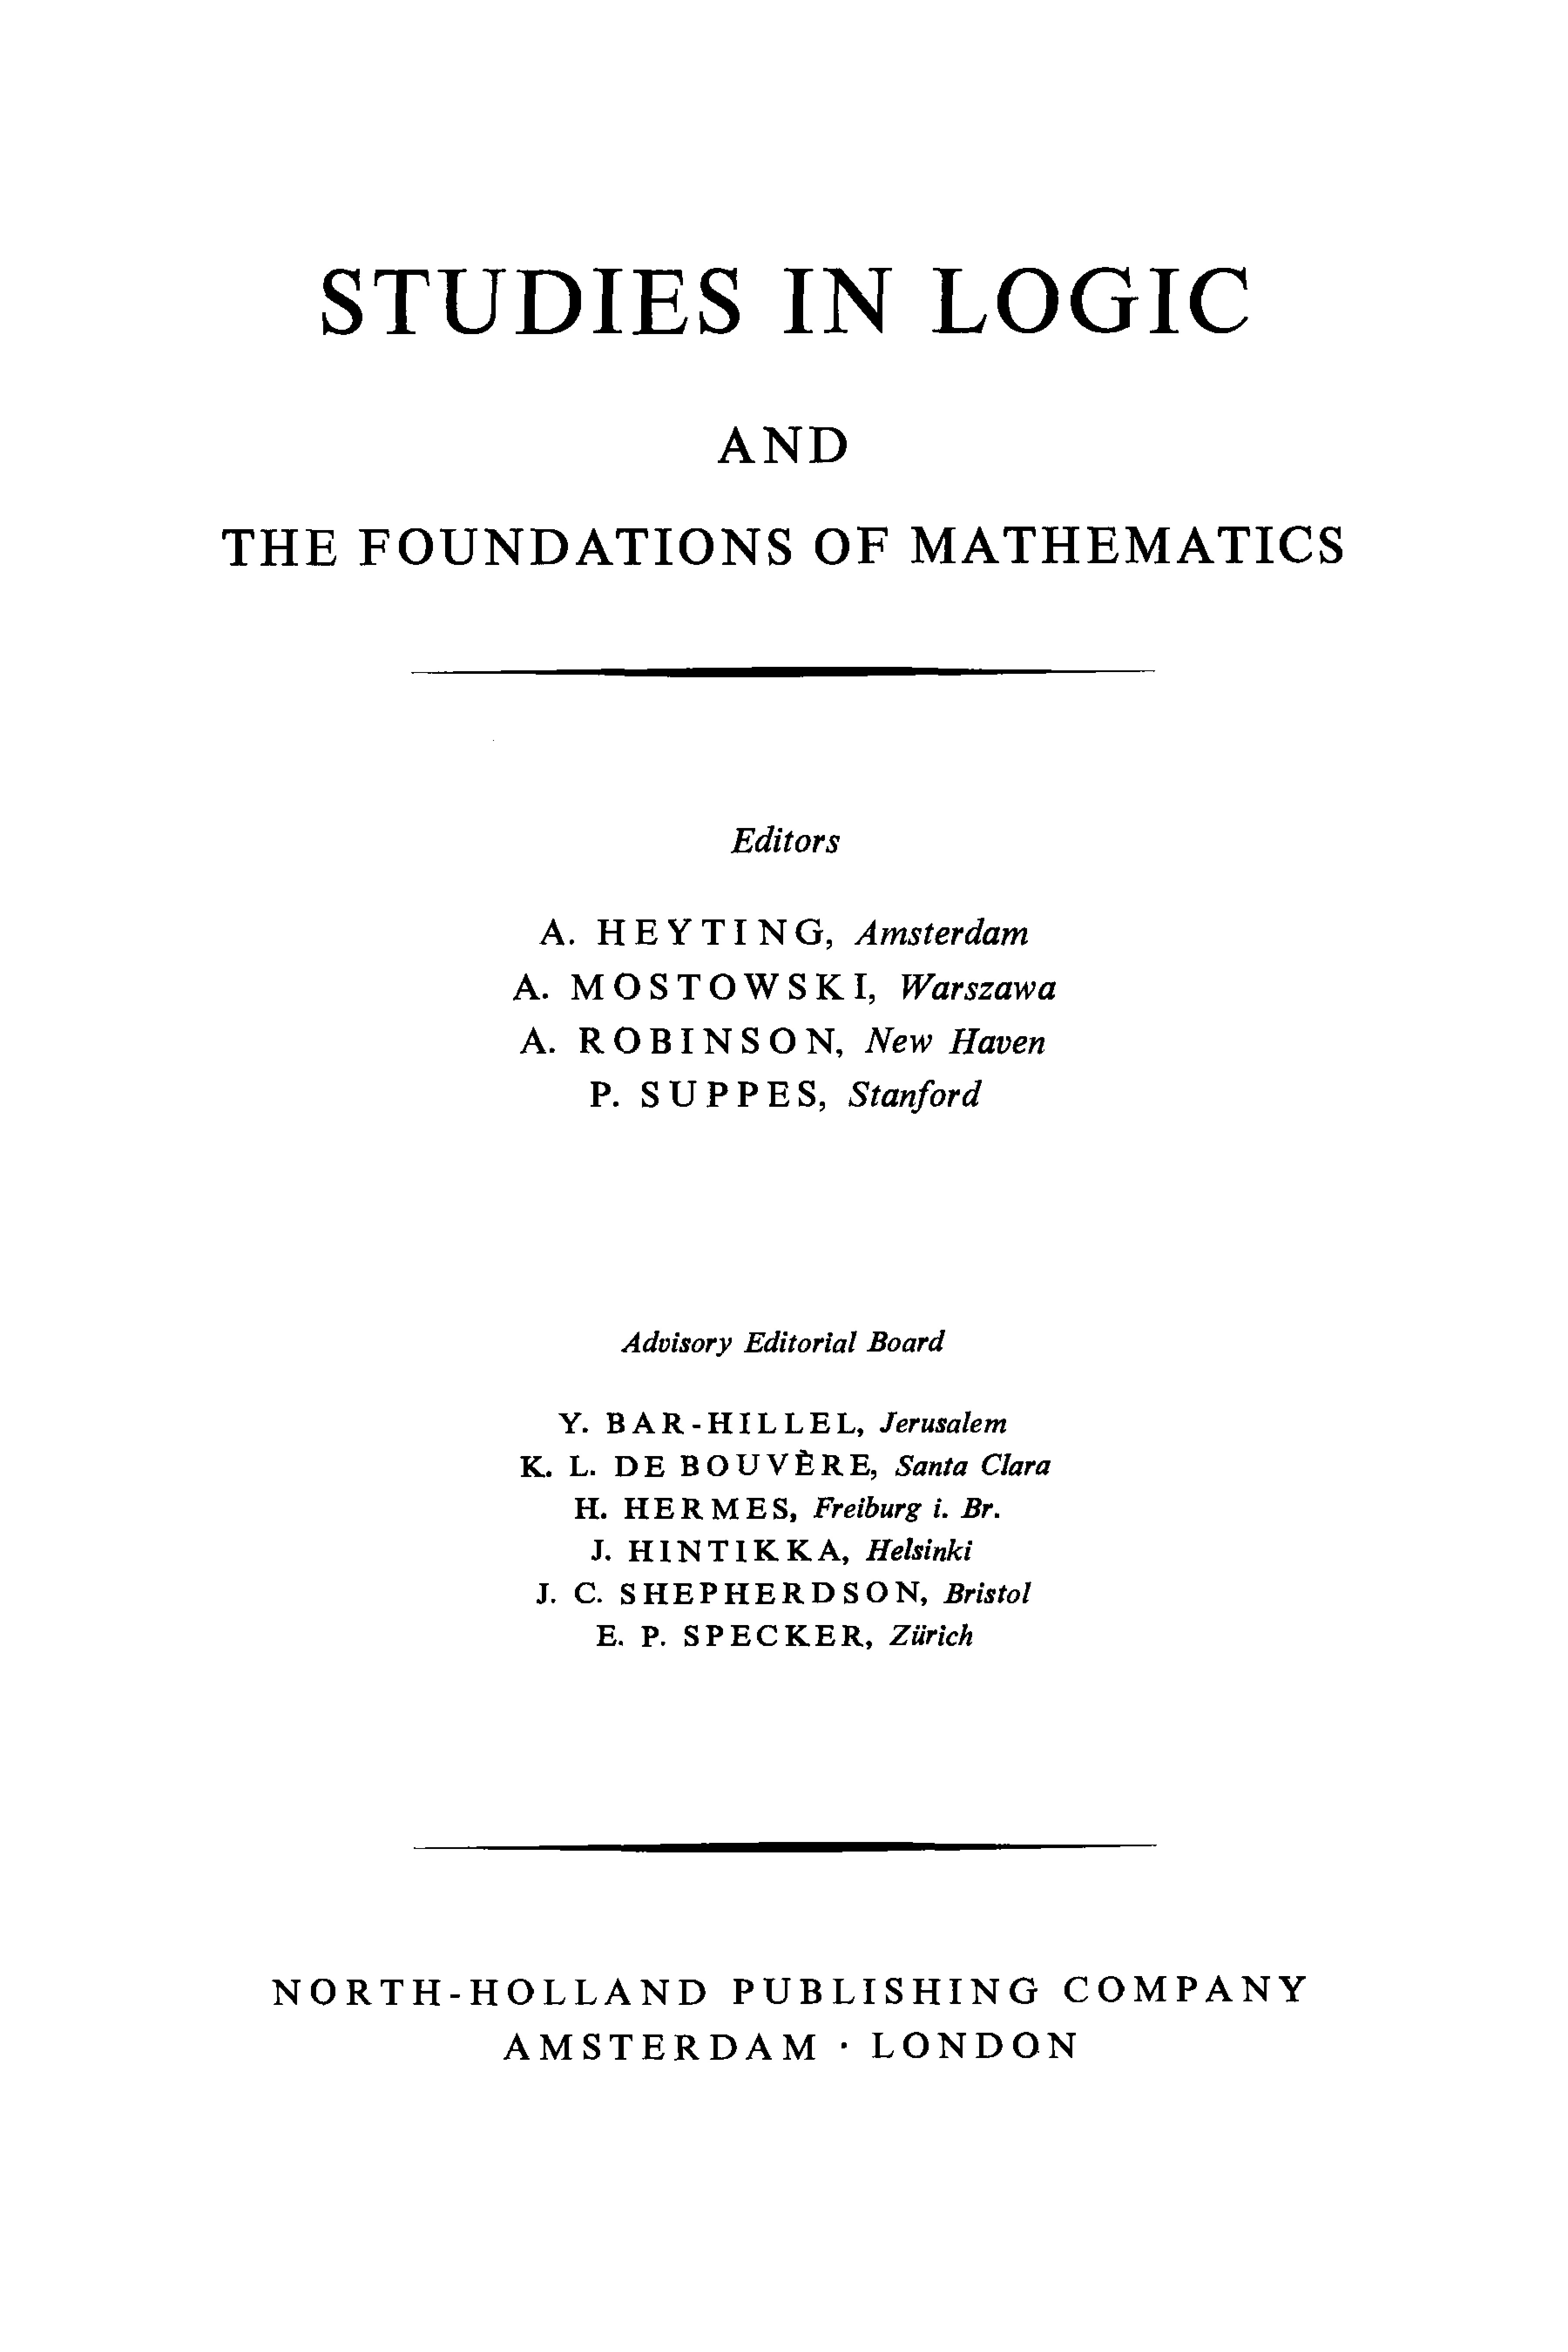 STUDIES IN LOGIC
AND
THE FOUNDATIONS OF MATHEMATICS
Editors
A. HEYTING, Amsterdam
A. MOSTOWSKI, Warszawa
A. ROBINSON, New Haven
P. SUPPES, Stanford
Advisory Editorial Board
Y. BAR-HILLEL, Jerusalem
K. L. DE BOUVÈRE, Santa Clara
H. HERMES, Freiburg i. Br.
J. HINTIKKA, Helsinki
J. C. SHEPHERDSON, Bristol
E. P. SPECKER, Zürich
NORTH-HOLLAND PUBLISHING COMPANY
AMSTERDAM · LONDON